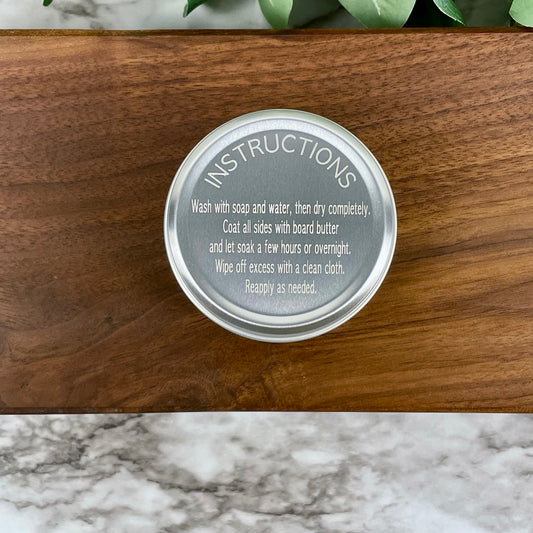 INSTRUCTIONS
Wash with soap and water, then dry completely.
Coat all sides with board butter
and let soak a few hours or overnight.
Wipe off excess with a clean cloth.
Reapply as needed.